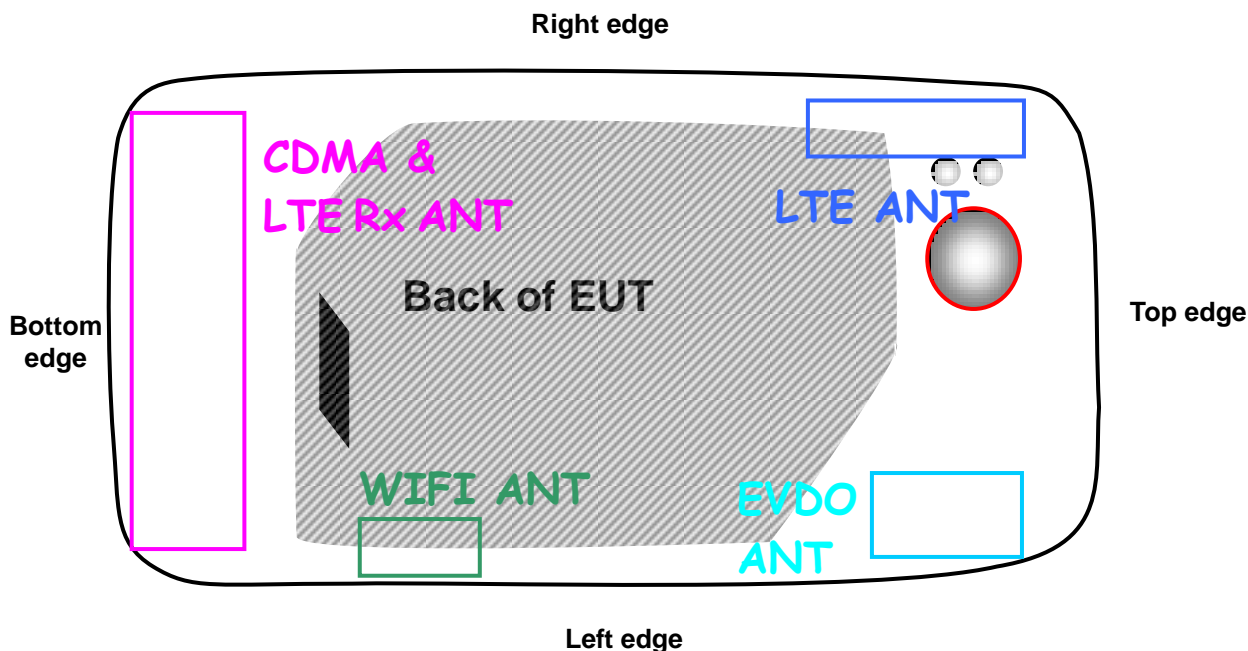 Right edge
CDMA &
LTE Rx ANT
LTE ANT
Back of EUT
Bottom
edge
Top edge
WIFI ANT
EVDO
ANT
Left edge